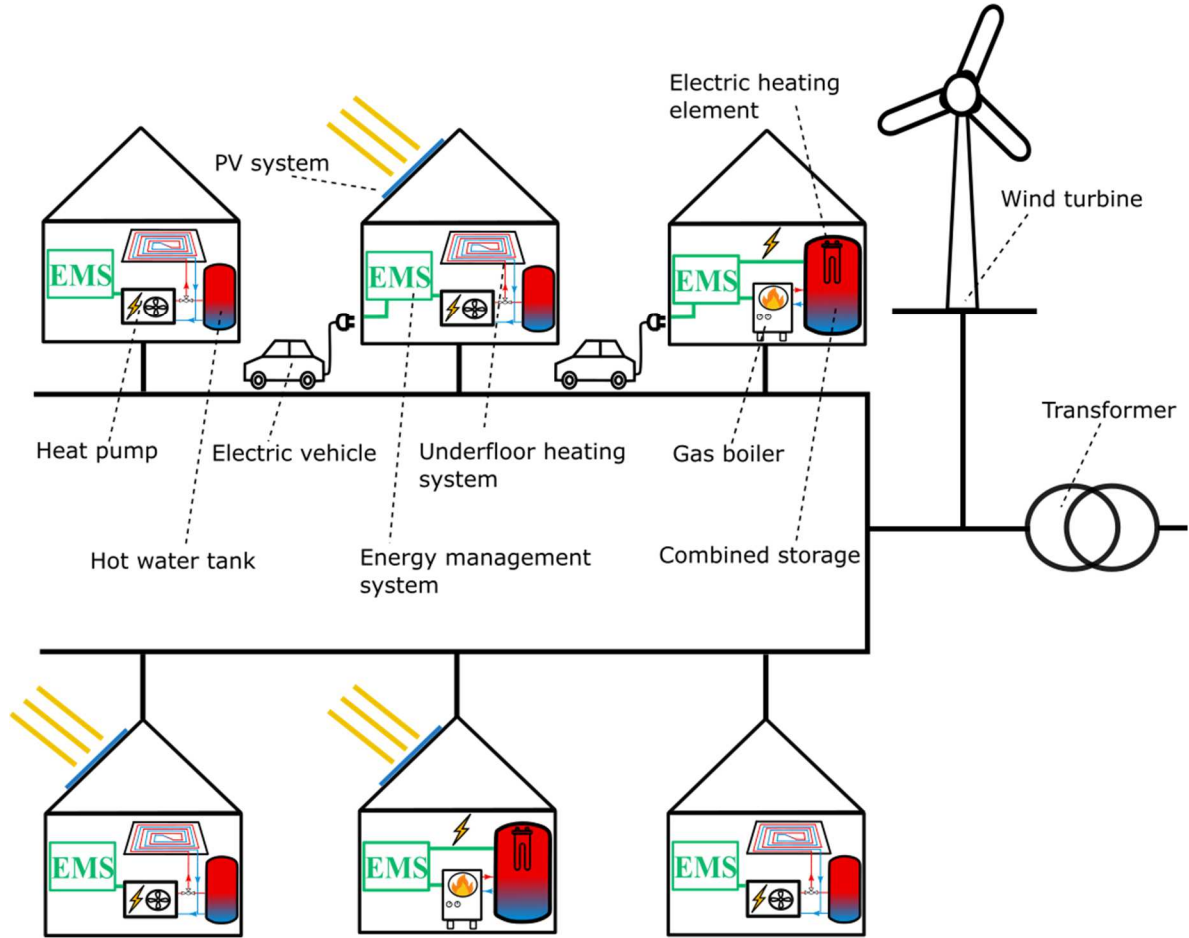 Electric heating
element
PV system
Wind turbine
EMS
EMS
EMS
Transformer
Heat pump
Electric vehicle
Underfloor heating
system
Gas boiler
Hot water tank
Energy management
system
Combined storage
EMS
EMS
EMS